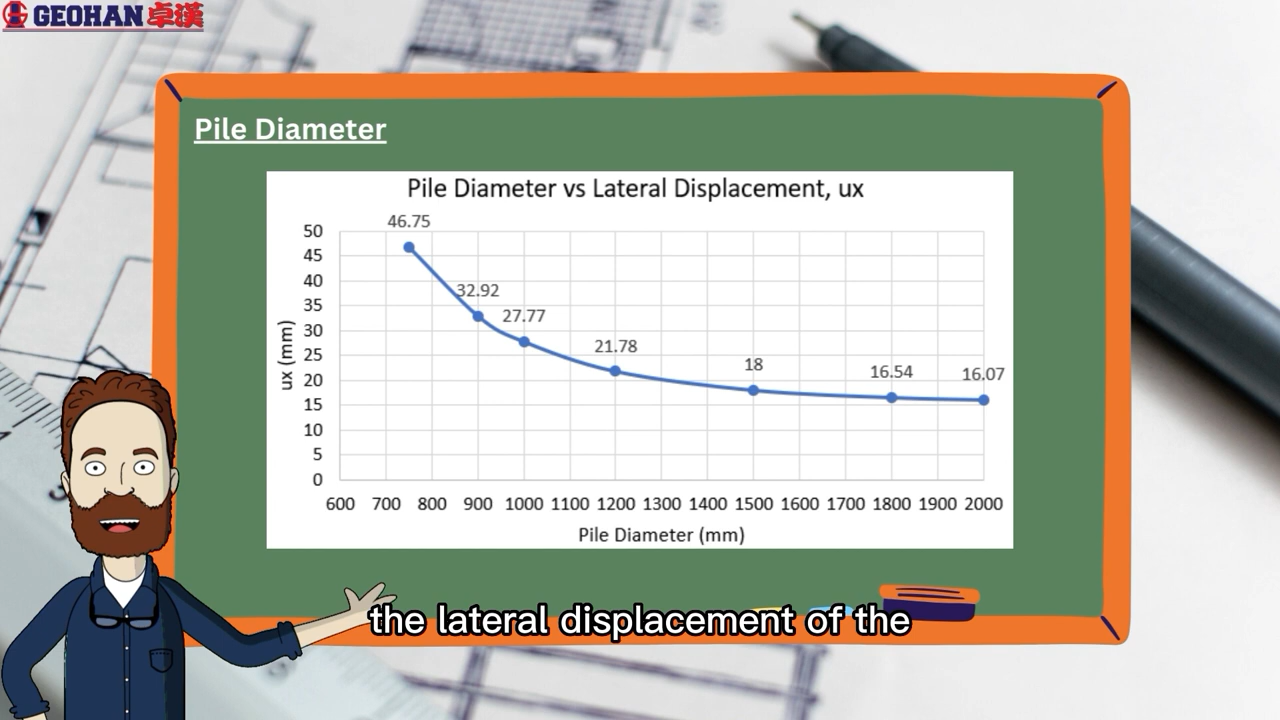 GEOHAN 卓漢
Pile Diameter
Pile Diameter vs Lateral Displacement, ux
46.75
32.92
27.77
21.78
18
16.54
16.07
50
45
40
35
30
25
20
15
10
5
0
ux (mm)
600 700 800 900 1000 1100 1200 1300 1400 1500 1600 1700 1800 1900 2000
Pile Diameter (mm)
the lateral displacement of the